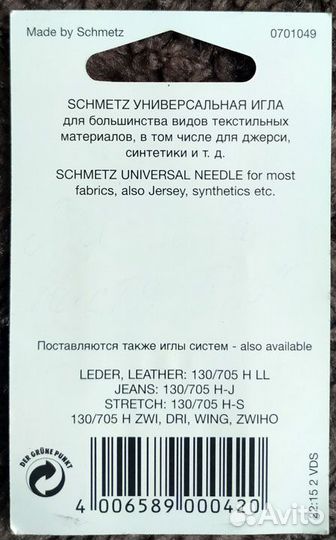 Made by Schmetz 0701049
SCHMETZ УНИВЕРСАЛЬНАЯ ИГЛА
для большинства видов текстильных
материалов, в том числе для джерси,
синтетики и т. д.
SCHMETZ UNIVERSAL NEEDLE for most
fabrics, also Jersey, synthetics etc.
Поставляются также иглы систем - also available
LEDER, LEATHER: 130/705 H LL
JEANS: 130/705 H-J
STRETCH: 130/705 H-S
130/705 H ZWI, DRI, WING, ZWIHO
DER GRÜNE PUNKT
4 006589 000420
22:15 2 VDS
Avito